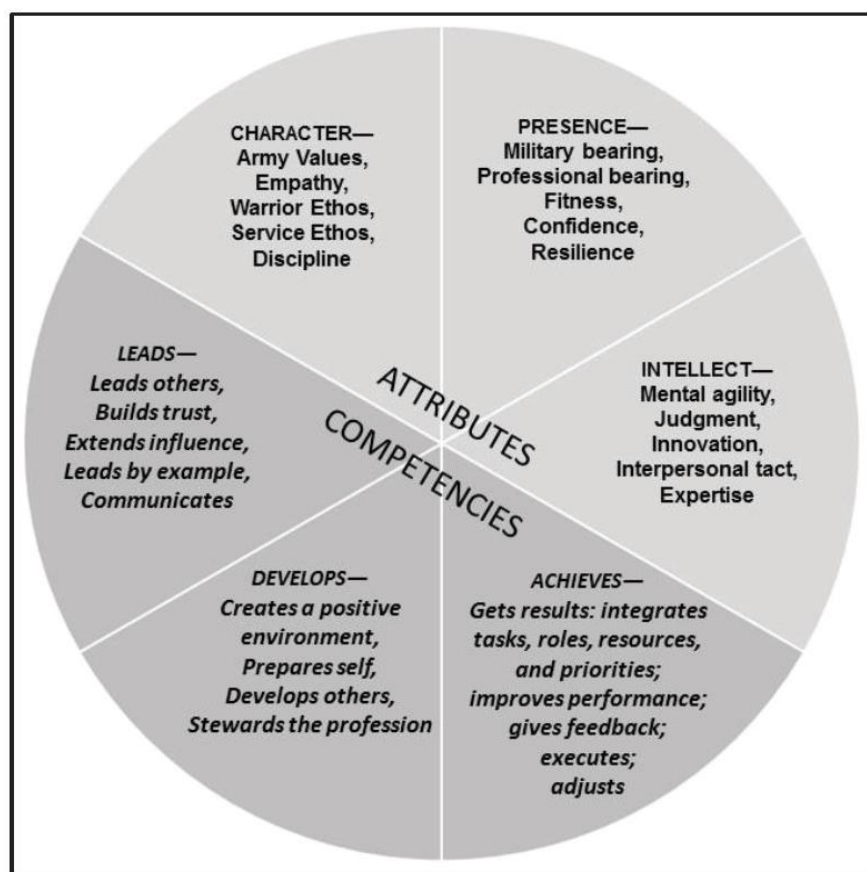 CHARACTER—
Army Values,
Empathy,
Warrior Ethos,
Service Ethos,
Discipline
PRESENCE—
Military bearing,
Professional bearing,
Fitness,
Confidence,
Resilience
INTELLECT—
Mental agility,
Judgment,
Innovation,
Interpersonal tact,
Expertise
ATTRIBUTES
COMPETENCIES
LEADS—
Leads others,
Builds trust,
Extends influence,
Leads by example,
Communicates
DEVELOPS—
Creates a positive
environment,
Prepares self,
Develops others,
Stewards the profession
ACHIEVES—
Gets results: integrates
tasks, roles, resources,
and priorities;
improves performance;
gives feedback;
executes;
adjusts